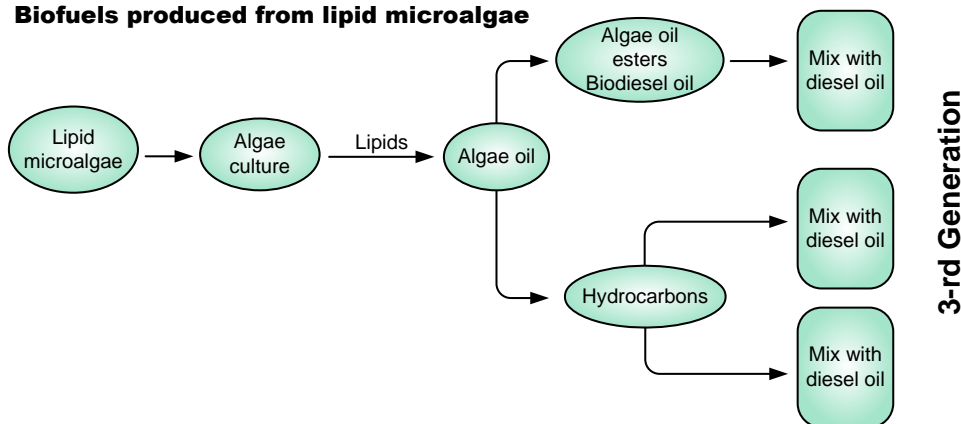 Biofuels produced from lipid microalgae
Lipid
microalgae
Algae
culture
Lipids
Algae oil
Algae oil
esters
Biodiesel oil
Mix with
diesel oil
Hydrocarbons
Mix with
diesel oil
Mix with
diesel oil
3-rd Generation